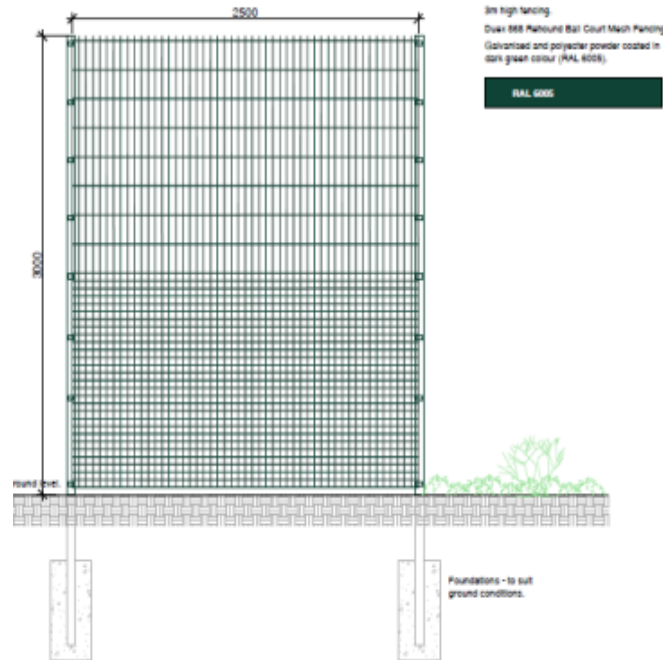 2500
3m high fencing.
Duex 868 Rebound Ball Court Mesh Fencing
Galvanised and polyester powder coated in
dark green colour (RAL 6005).
RAL 6005
3000
round level.
Foundations - to suit
ground conditions.